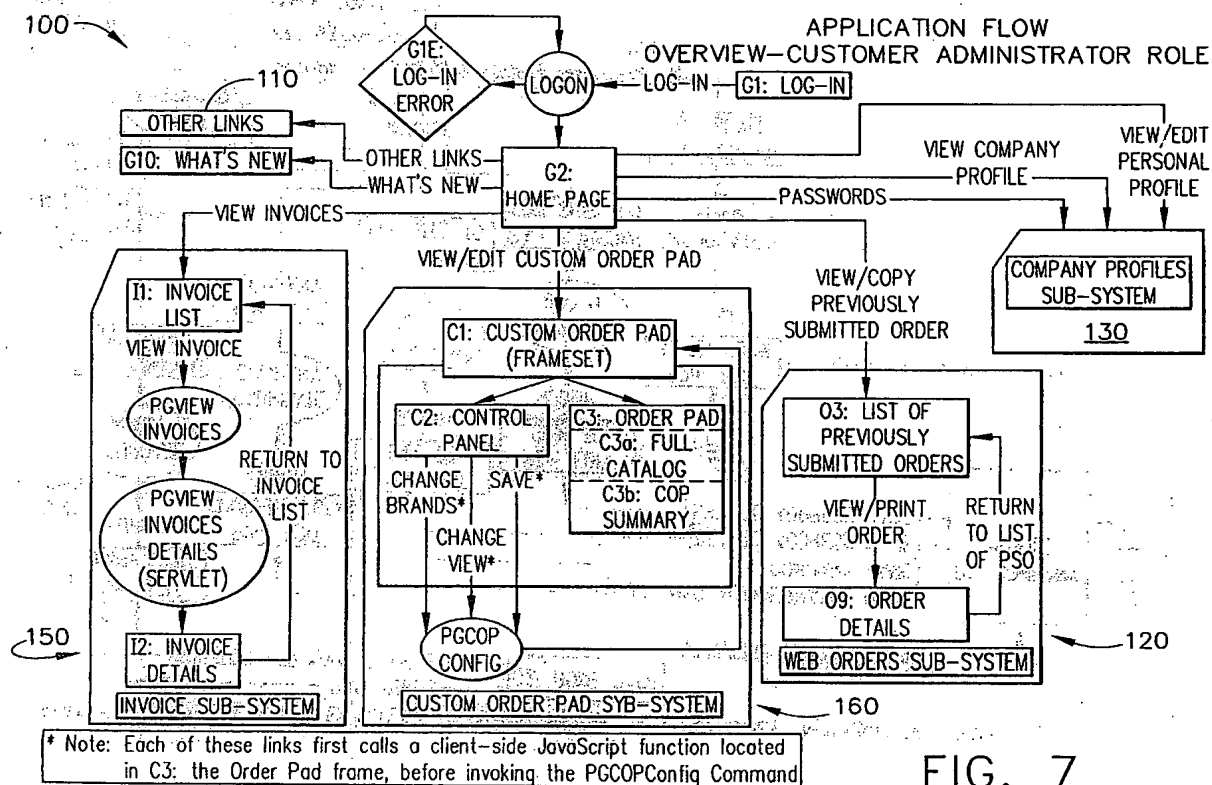 100
APPLICATION FLOW
OVERVIEW-CUSTOMER ADMINISTRATOR ROLE
G1E:
LOG-IN
ERROR
LOGON
LOG-IN
G1: LOG-IN
110
OTHER LINKS
G10: WHAT'S NEW
OTHER LINKS
WHAT'S NEW
G2:
HOME PAGE
VIEW COMPANY
PROFILE
VIEW/EDIT
PERSONAL
PROFILE
PASSWORDS
VIEW INVOICES
VIEW/EDIT CUSTOM ORDER PAD
VIEW/COPY
PREVIOUSLY
SUBMITTED ORDER
COMPANY PROFILES
SUB-SYSTEM
130
I1: INVOICE
LIST
VIEW INVOICE
PGVIEW
INVOICES
PGVIEW
INVOICES
DETAILS
(SERVLET)
RETURN TO
INVOICE
LIST
I2: INVOICE
DETAILS
INVOICE SUB-SYSTEM
150
C1: CUSTOM ORDER PAD
(FRAMESET)
C2: CONTROL
PANEL
C3: ORDER PAD
C3a: FULL
CATALOG
C3b: COP
SUMMARY
CHANGE
BRANDS*
SAVE*
CHANGE
VIEW*
PGCOP
CONFIG
CUSTOM ORDER PAD SYB-SYSTEM
160
O3: LIST OF
PREVIOUSLY
SUBMITTED ORDERS
VIEW/PRINT
ORDER
RETURN
TO LIST
OF PSO
O9: ORDER
DETAILS
WEB ORDERS SUB-SYSTEM
120
* Note: Each of these links first calls a client-side JavaScript function located
in C3: the Order Pad frame, before invoking the PGCOPConfig Command
FIG. 7